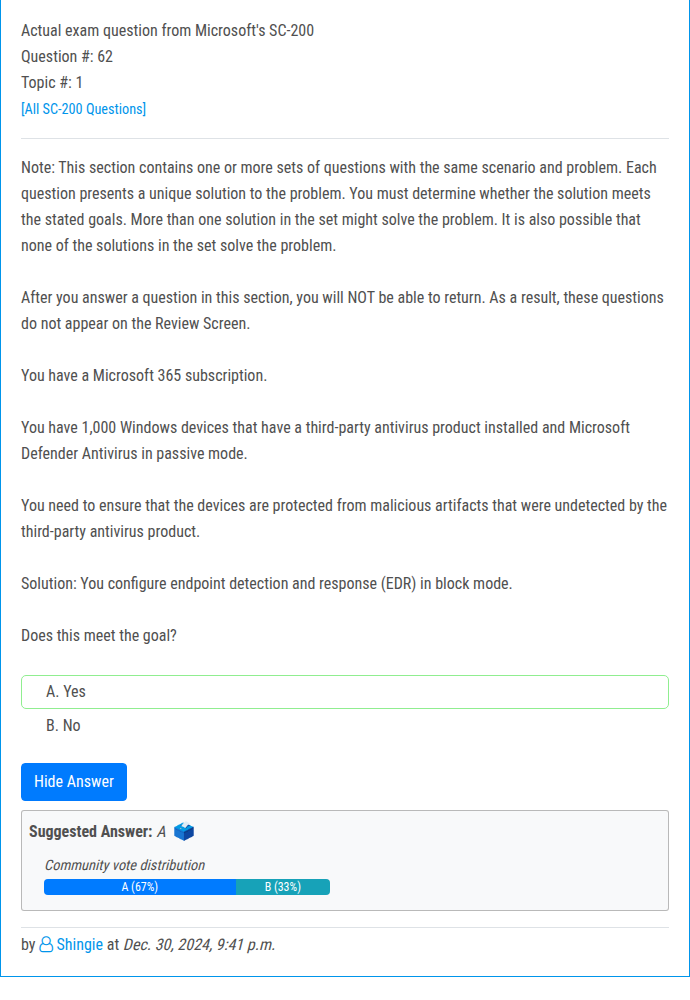 Actual exam question from Microsoft's SC-200
Question #: 62
Topic #: 1
[All SC-200 Questions]
Note: This section contains one or more sets of questions with the same scenario and problem. Each
question presents a unique solution to the problem. You must determine whether the solution meets
the stated goals. More than one solution in the set might solve the problem. It is also possible that
none of the solutions in the set solve the problem.
After you answer a question in this section, you will NOT be able to return. As a result, these questions
do not appear on the Review Screen.
You have a Microsoft 365 subscription.
You have 1,000 Windows devices that have a third-party antivirus product installed and Microsoft
Defender Antivirus in passive mode.
You need to ensure that the devices are protected from malicious artifacts that were undetected by the
third-party antivirus product.
Solution: You configure endpoint detection and response (EDR) in block mode.
Does this meet the goal?
A. Yes
B. No
Hide Answer
Suggested Answer: A
Community vote distribution
A (67%) B (33%)
by Shingie at Dec. 30, 2024, 9:41 p.m.